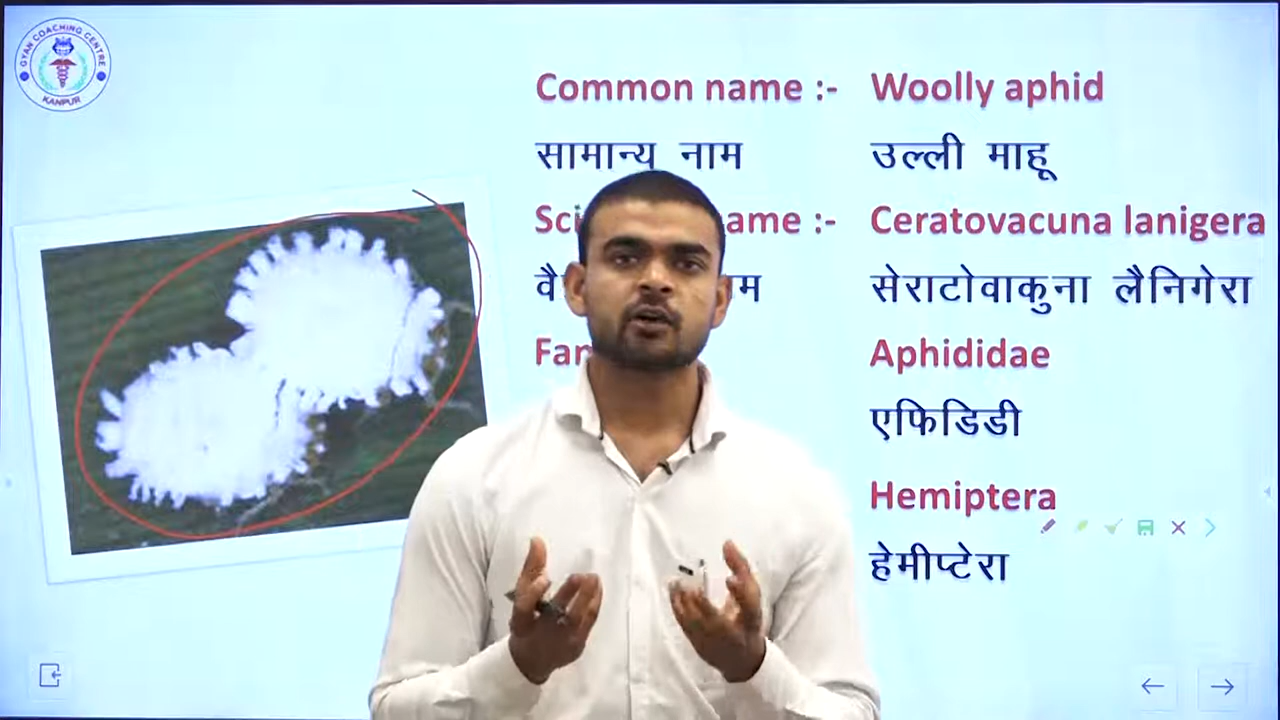 GYAN COACHING CENTRE
KANPUR
Common name :- Woolly aphid
सामान्य नाम उल्ली माहू
:- Ceratovacuna lanigera
सेराटोवाकुना लैनिगेरा
Aphididae
एफिडिडी
Hemiptera
हेमीप्टेरा